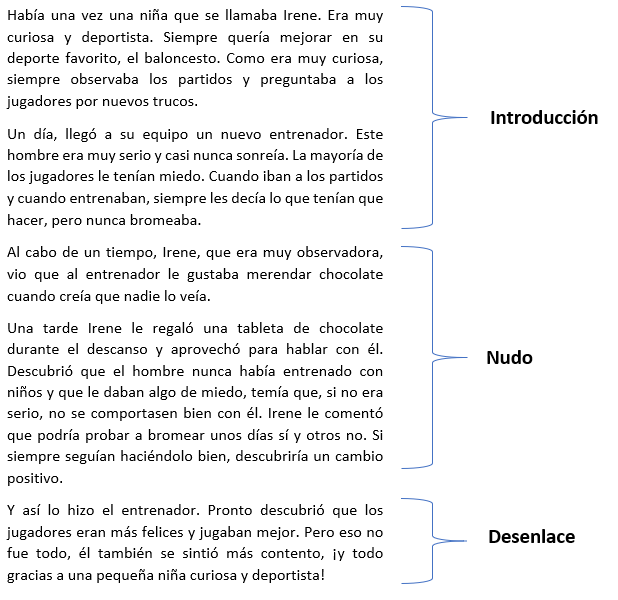 Había una vez una niña que se llamaba Irene. Era muy
curiosa y deportista. Siempre quería mejorar en su
deporte favorito, el baloncesto. Como era muy curiosa,
siempre observaba los partidos y preguntaba a los
jugadores por nuevos trucos.
Un día, llegó a su equipo un nuevo entrenador. Este
hombre era muy serio y casi nunca sonreía. La mayoría de
los jugadores le tenían miedo. Cuando iban a los partidos
y cuando entrenaban, siempre les decía lo que tenían que
hacer, pero nunca bromeaba.
Introducción
Al cabo de un tiempo, Irene, que era muy observadora,
vio que al entrenador le gustaba merendar chocolate
cuando creía que nadie lo veía.
Una tarde Irene le regaló una tableta de chocolate
durante el descanso y aprovechó para hablar con él.
Descubrió que el hombre nunca había entrenado con
niños y que le daban algo de miedo, temía que, si no era
serio, no se comportasen bien con él. Irene le comentó
que podría probar a bromear unos días sí y otros no. Si
siempre seguían haciéndolo bien, descubriría un cambio
positivo.
Nudo
Y así lo hizo el entrenador. Pronto descubrió que los
jugadores eran más felices y jugaban mejor. Pero eso no
fue todo, él también se sintió más contento, ¡y todo
gracias a una pequeña niña curiosa y deportista!
Desenlace